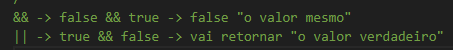 && -> false && true -> false "o valor mesmo"
|| -> true && false -> vai retornar "o valor verdadeiro"